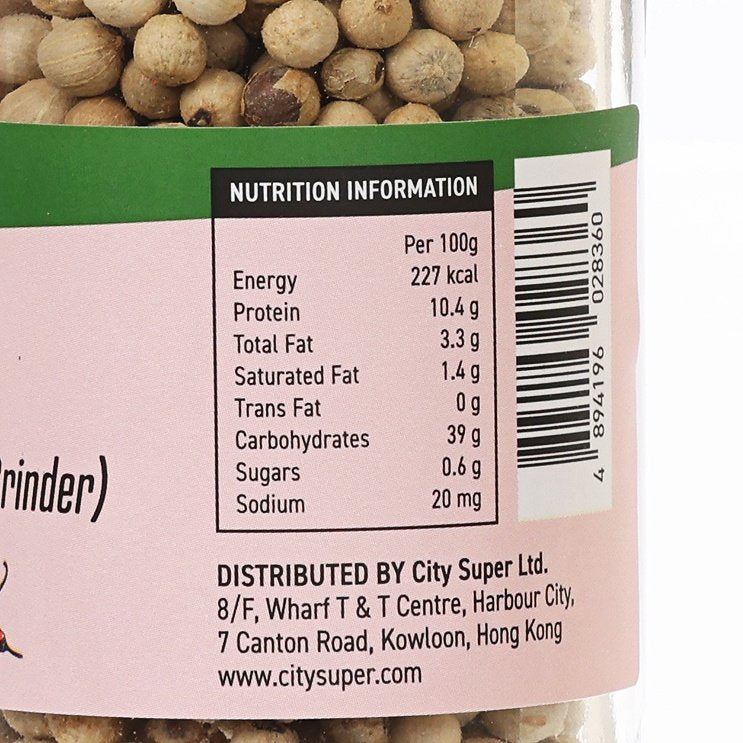 NUTRITION INFORMATION
Per 100g
Energy 227 kcal
Protein 10.4 g
Total Fat 3.3 g
Saturated Fat 1.4 g
Trans Fat 0 g
Carbohydrates 39 g
Sugars 0.6 g
Sodium 20 mg
4 894196 028360
DISTRIBUTED BY City Super Ltd.
8/F, Wharf T & T Centre, Harbour City,
7 Canton Road, Kowloon, Hong Kong
www.citysuper.com